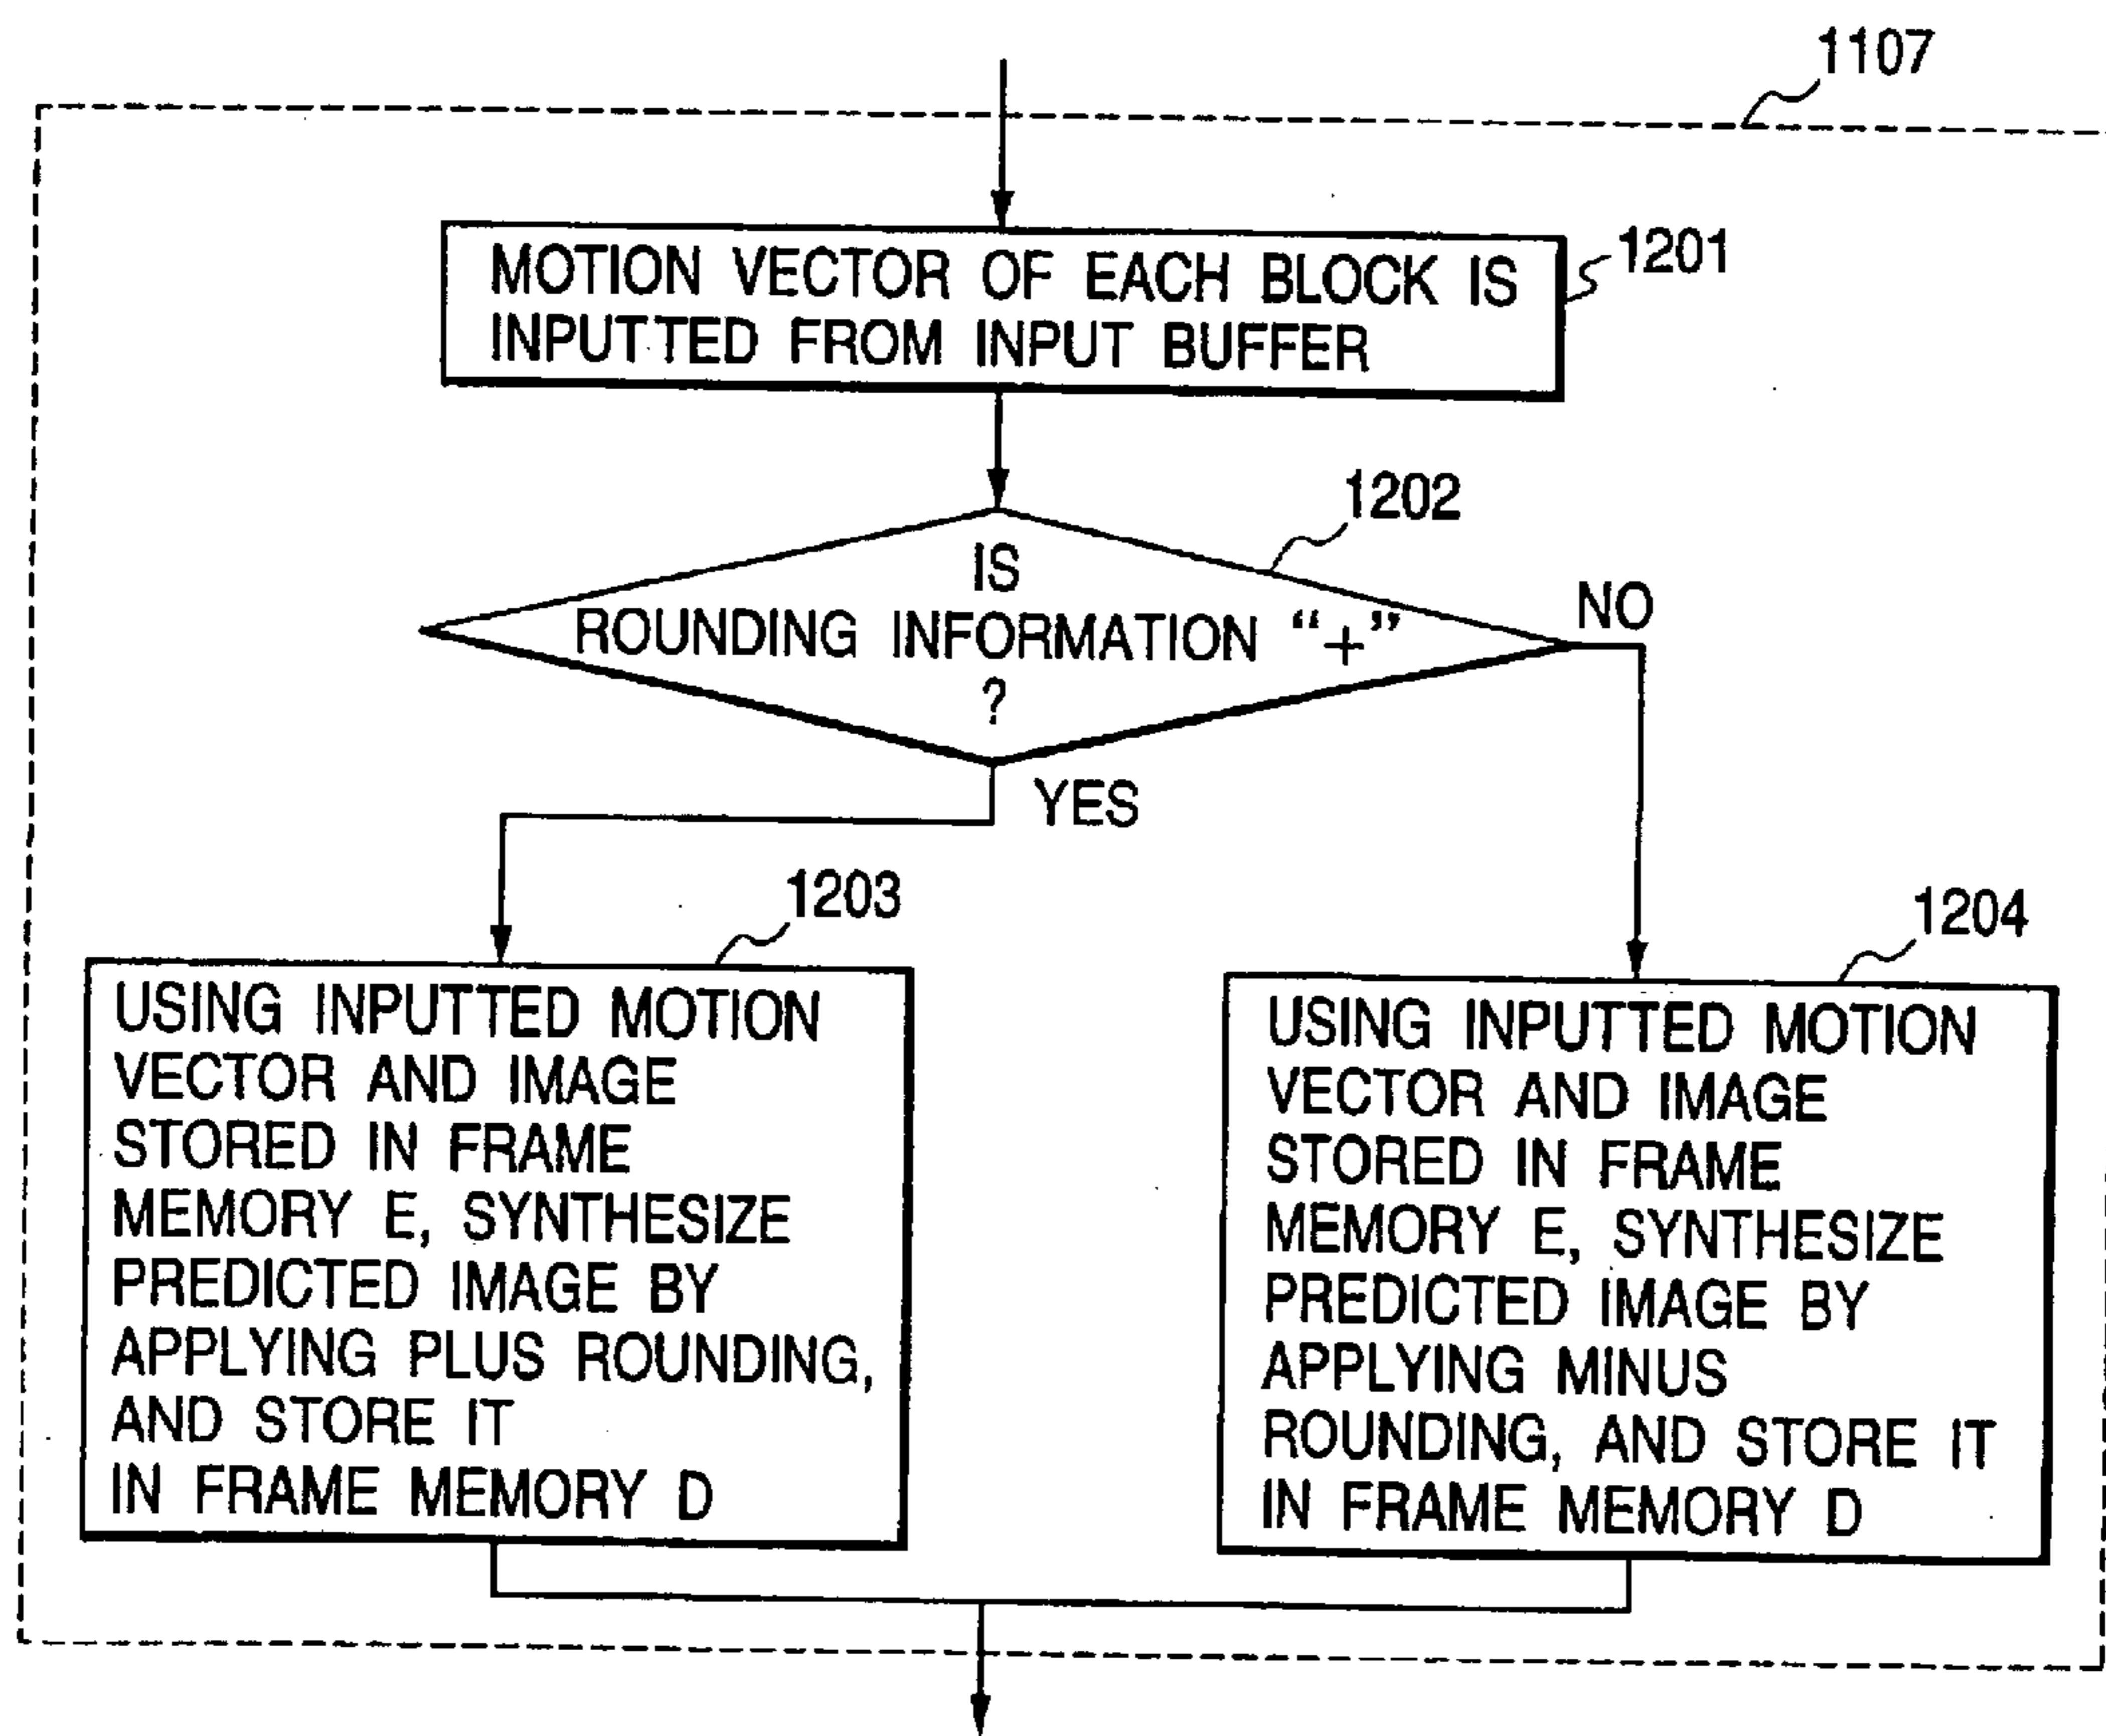 1107
MOTION VECTOR OF EACH BLOCK IS
INPUTTED FROM INPUT BUFFER
1201
1202
IS
ROUNDING INFORMATION “+”
?
NO
YES
1203
USING INPUTTED MOTION
VECTOR AND IMAGE
STORED IN FRAME
MEMORY E, SYNTHESIZE
PREDICTED IMAGE BY
APPLYING PLUS ROUNDING,
AND STORE IT
IN FRAME MEMORY D
1204
USING INPUTTED MOTION
VECTOR AND IMAGE
STORED IN FRAME
MEMORY E, SYNTHESIZE
PREDICTED IMAGE BY
APPLYING MINUS
ROUNDING, AND STORE IT
IN FRAME MEMORY D